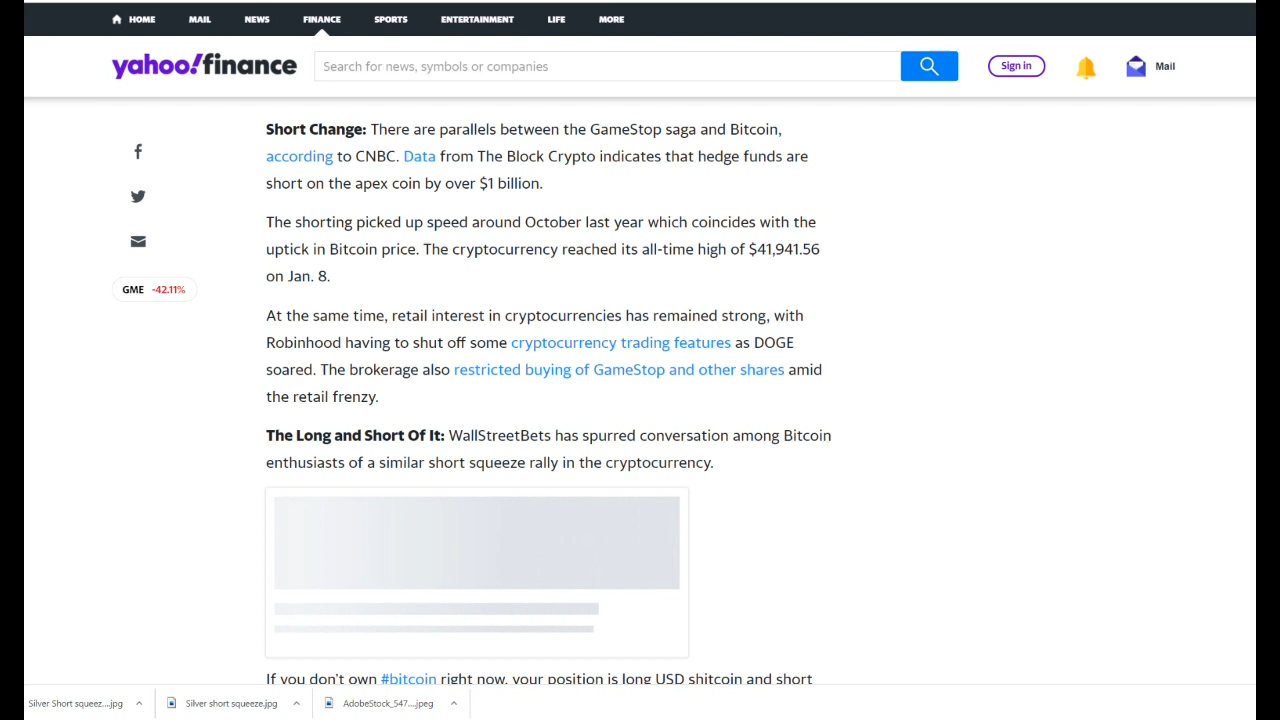 HOME MAIL NEWS FINANCE SPORTS ENTERTAINMENT LIFE MORE
yahoo!finance Search for news, symbols or companies Sign in Mail
Short Change: There are parallels between the GameStop saga and Bitcoin,
according to CNBC. Data from The Block Crypto indicates that hedge funds are
short on the apex coin by over $1 billion.
The shorting picked up speed around October last year which coincides with the
uptick in Bitcoin price. The cryptocurrency reached its all-time high of $41,941.56
on Jan. 8.
GME -42.11%
At the same time, retail interest in cryptocurrencies has remained strong, with
Robinhood having to shut off some cryptocurrency trading features as DOGE
soared. The brokerage also restricted buying of GameStop and other shares amid
the retail frenzy.
The Long and Short Of It: WallStreetBets has spurred conversation among Bitcoin
enthusiasts of a similar short squeeze rally in the cryptocurrency.
If you don't own #bitcoin right now, your position is long USD shitcoin and short
Silver Short squeez....jpg Silver short squeeze.jpg AdobeStock_547....jpeg